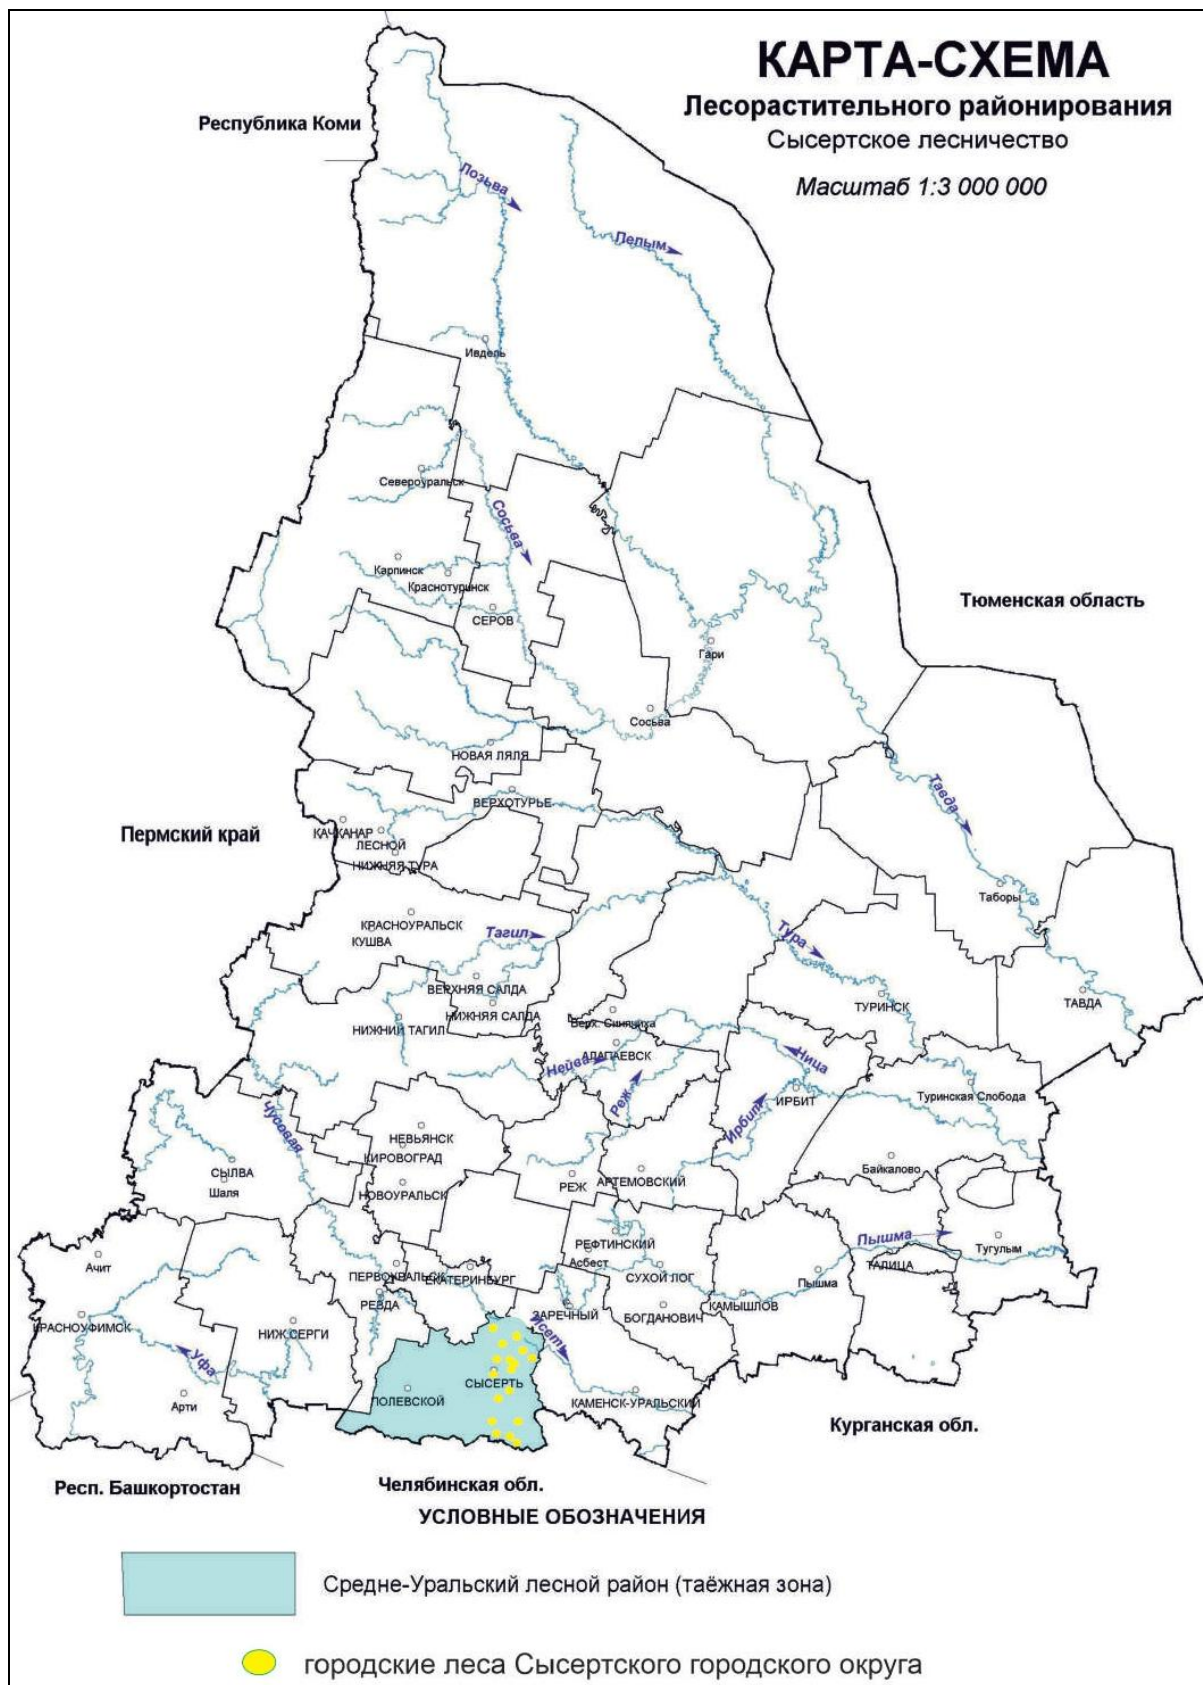 КАРТА-СХЕМА
Лесорастительного районирования
Сысертское лесничество
Масштаб 1:3 000 000
Республика Коми
Лозьва
Пелым
Ивдель
Североуральск
Сосьва
Карпинск
Краснотурьинск
СЕРОВ
Тюменская область
Гари
Сосьва
НОВАЯ ЛЯЛЯ
Тавда
ВЕРХОТУРЬЕ
Пермский край
КАЧКАНАР
ЛЕСНОЙ
НИЖНЯЯ ТУРА
Таборы
КРАСНОУРАЛЬСК
КУШВА
Тагил
Тура
ВЕРХНЯЯ САЛДА
ТУРИНСК
ТАВДА
НИЖНЯЯ САЛДА
НИЖНИЙ ТАГИЛ
Верх. Синячиха
АЛАПАЕВСК
Нейва
Ница
Реж
ИРБИТ
Туринская Слобода
Чусовая
Ирбит
НЕВЬЯНСК
КИРОВОГРАД
СЫЛВА
Шаля
НОВОУРАЛЬСК
РЕЖ
АРТЕМОВСКИЙ
Байкалово
РЕФТИНСКИЙ
Асбест
Пышма
Тугулым
Ачит
ПЕРВОУРАЛЬСК
ЕКАТЕРИНБУРГ
СУХОЙ ЛОГ
ТАЛИЦА
Пышма
РЕВДА
ЗАРЕЧНЫЙ
БОГДАНОВИЧ
КАМЫШЛОВ
КРАСНОУФИМСК
НИЖ.СЕРГИ
Исеть
Уфа
СЫСЕРТЬ
Арти
ПОЛЕВСКОЙ
КАМЕНСК-УРАЛЬСКИЙ
Курганская обл.
Респ. Башкортостан
Челябинская обл.
УСЛОВНЫЕ ОБОЗНАЧЕНИЯ
Средне-Уральский лесной район (таёжная зона)
городские леса Сысертского городского округа